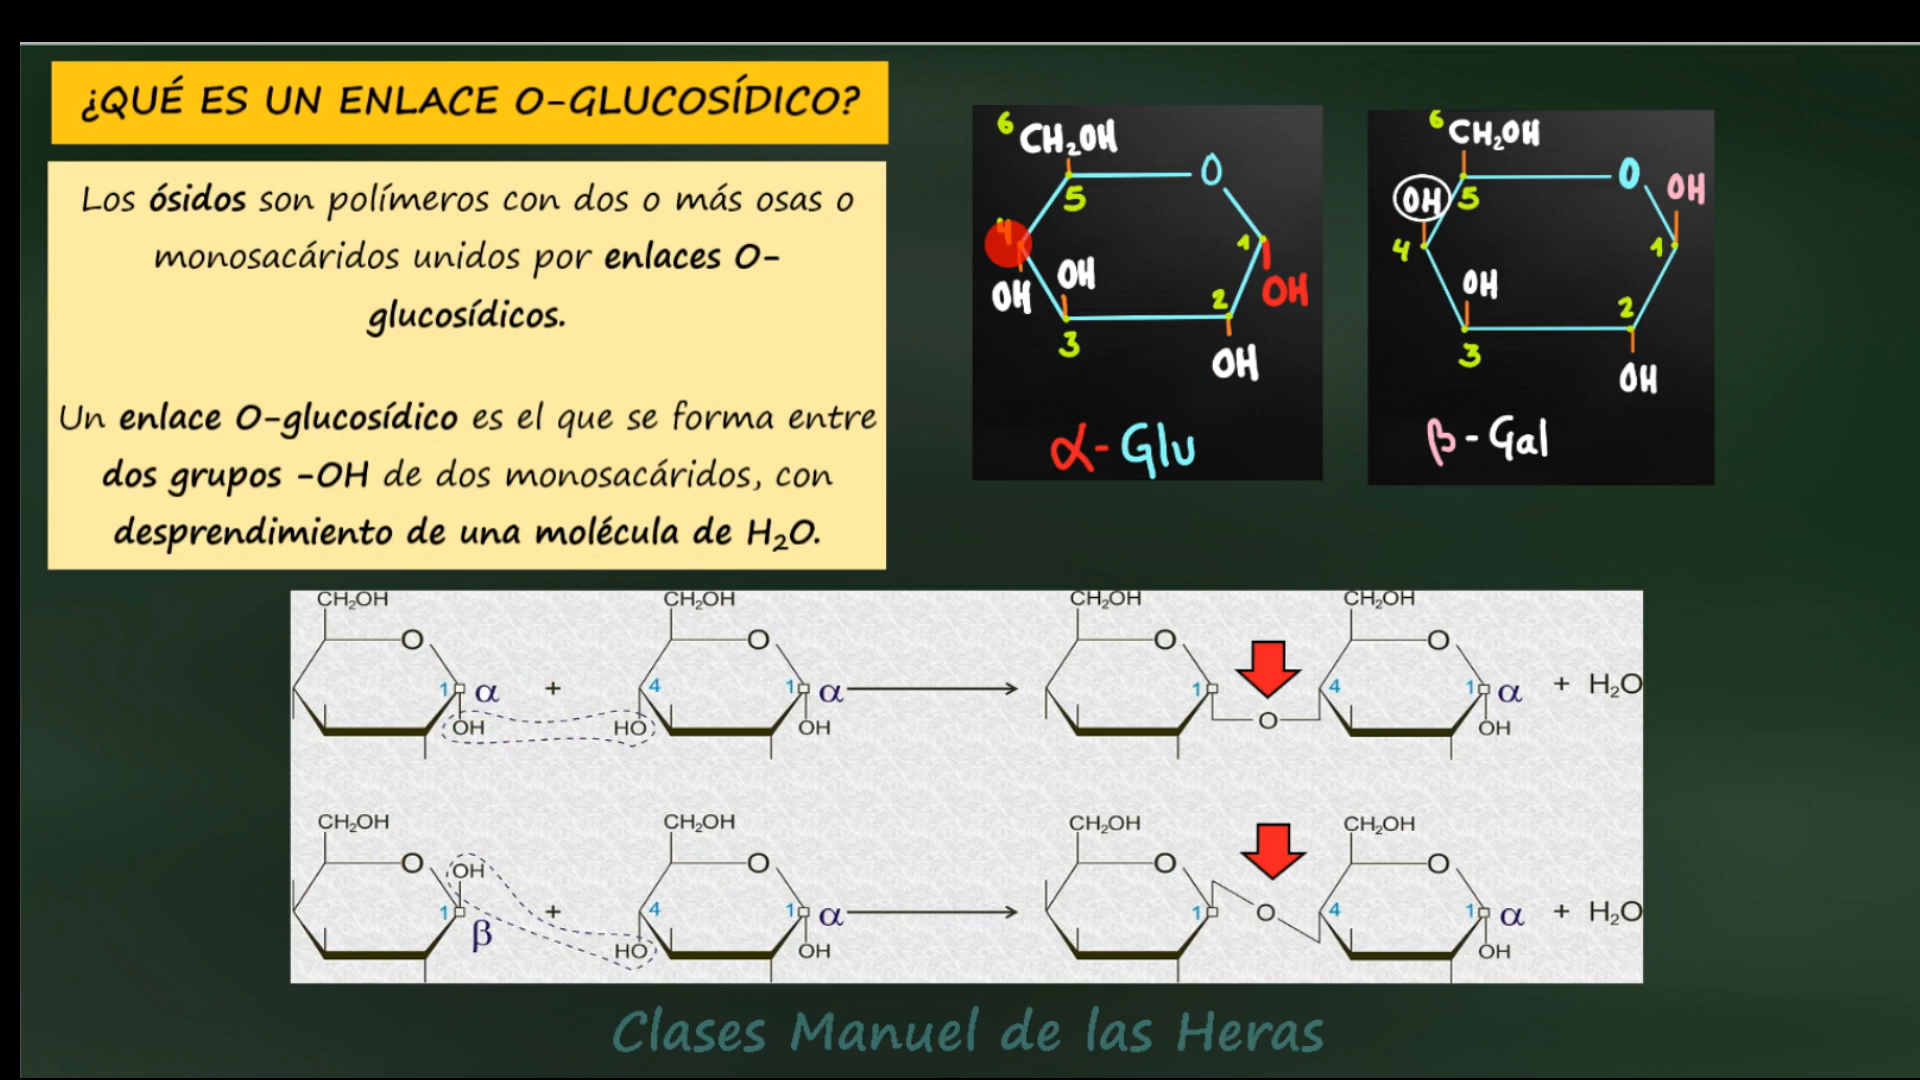 ¿QUÉ ES UN ENLACE O-GLUCOSÍDICO?
Los ósidos son polímeros con dos o más osas o
monosacáridos unidos por enlaces O-
glucosídicos.
Un enlace O-glucosídico es el que se forma entre
dos grupos -OH de dos monosacáridos, con
desprendimiento de una molécula de H₂O.
6
CH₂OH
O
5
4
1
OH
OH
OH
2
3
OH
α-Glu
6
CH₂OH
O
OH
OH
5
4
1
OH
2
3
OH
β-Gal
CH₂OH
CH₂OH
CH₂OH
CH₂OH
O
O
O
O
1 α + 4 1 α 1 4 1 α + H₂O
OH HO OH O OH
CH₂OH
CH₂OH
CH₂OH
CH₂OH
O OH O O O
1 + 4 1 α 1 O 4 1 α + H₂O
β HO OH OH
Clases Manuel de las Heras